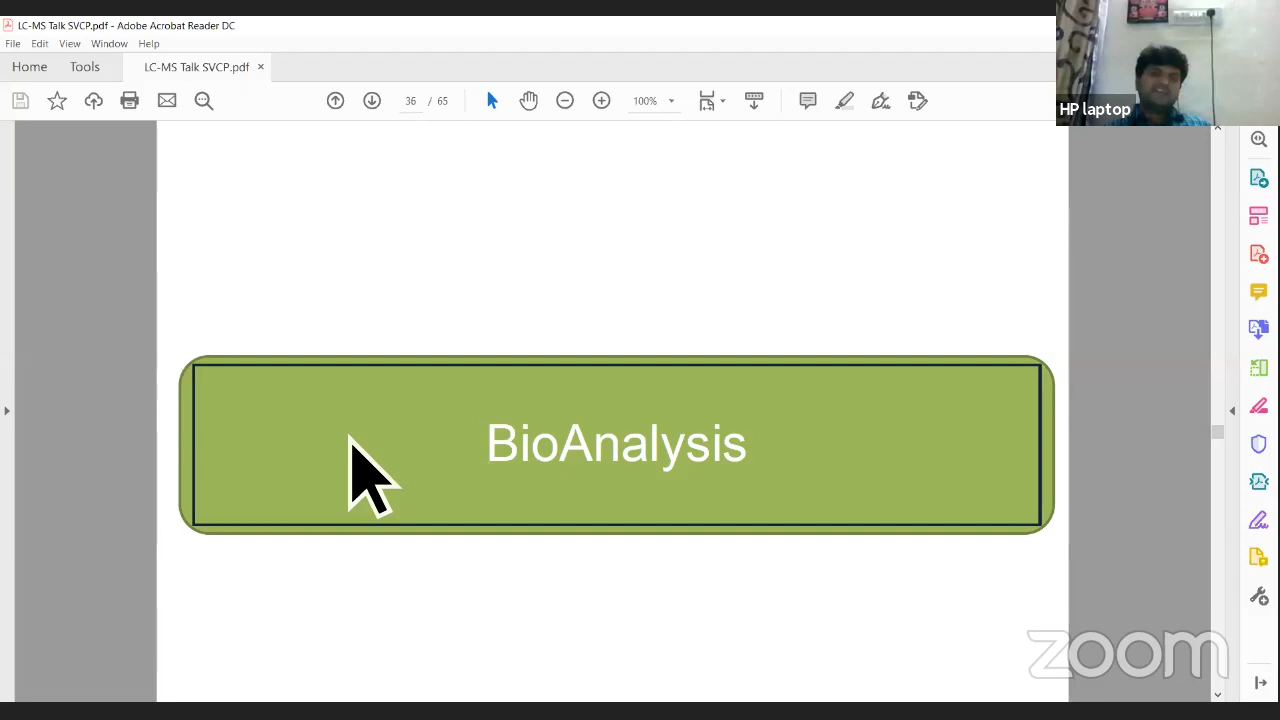 LC-MS Talk SVCP.pdf - Adobe Acrobat Reader DC
File Edit View Window Help
Home Tools LC-MS Talk SVCP.pdf ×
36 / 65 100%
HP laptop
BioAnalysis
zoom